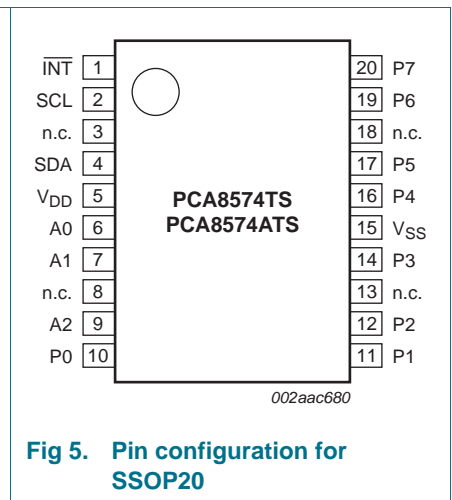 INT 1 20 P7
SCL 2 19 P6
n.c. 3 18 n.c.
SDA 4 17 P5
VDD 5 16 P4
PCA8574TS
PCA8574ATS
A0 6 15 VSS
A1 7 14 P3
n.c. 8 13 n.c.
A2 9 12 P2
P0 10 11 P1
002aac680
Fig 5. Pin configuration for
SSOP20